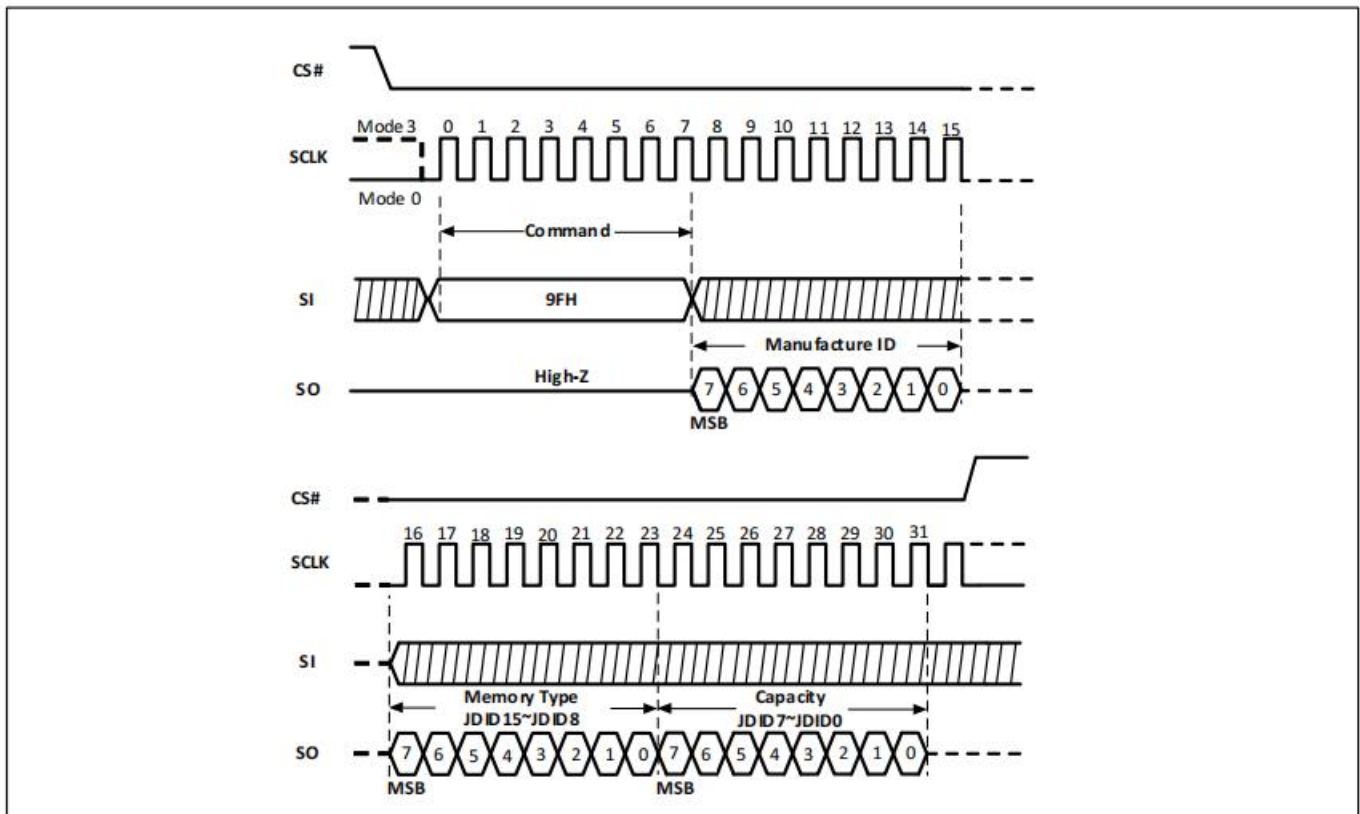 CS#
Mode 3 0 1 2 3 4 5 6 7 8 9 10 11 12 13 14 15
SCLK
Mode 0
Command
SI 9FH
Manufacture ID
SO High-Z 7 6 5 4 3 2 1 0
MSB
CS#
16 17 18 19 20 21 22 23 24 25 26 27 28 29 30 31
SCLK
SI
Memory Type Capacity
JDID15~JDID8 JDID7~JDID0
SO 7 6 5 4 3 2 1 0 7 6 5 4 3 2 1 0
MSB MSB